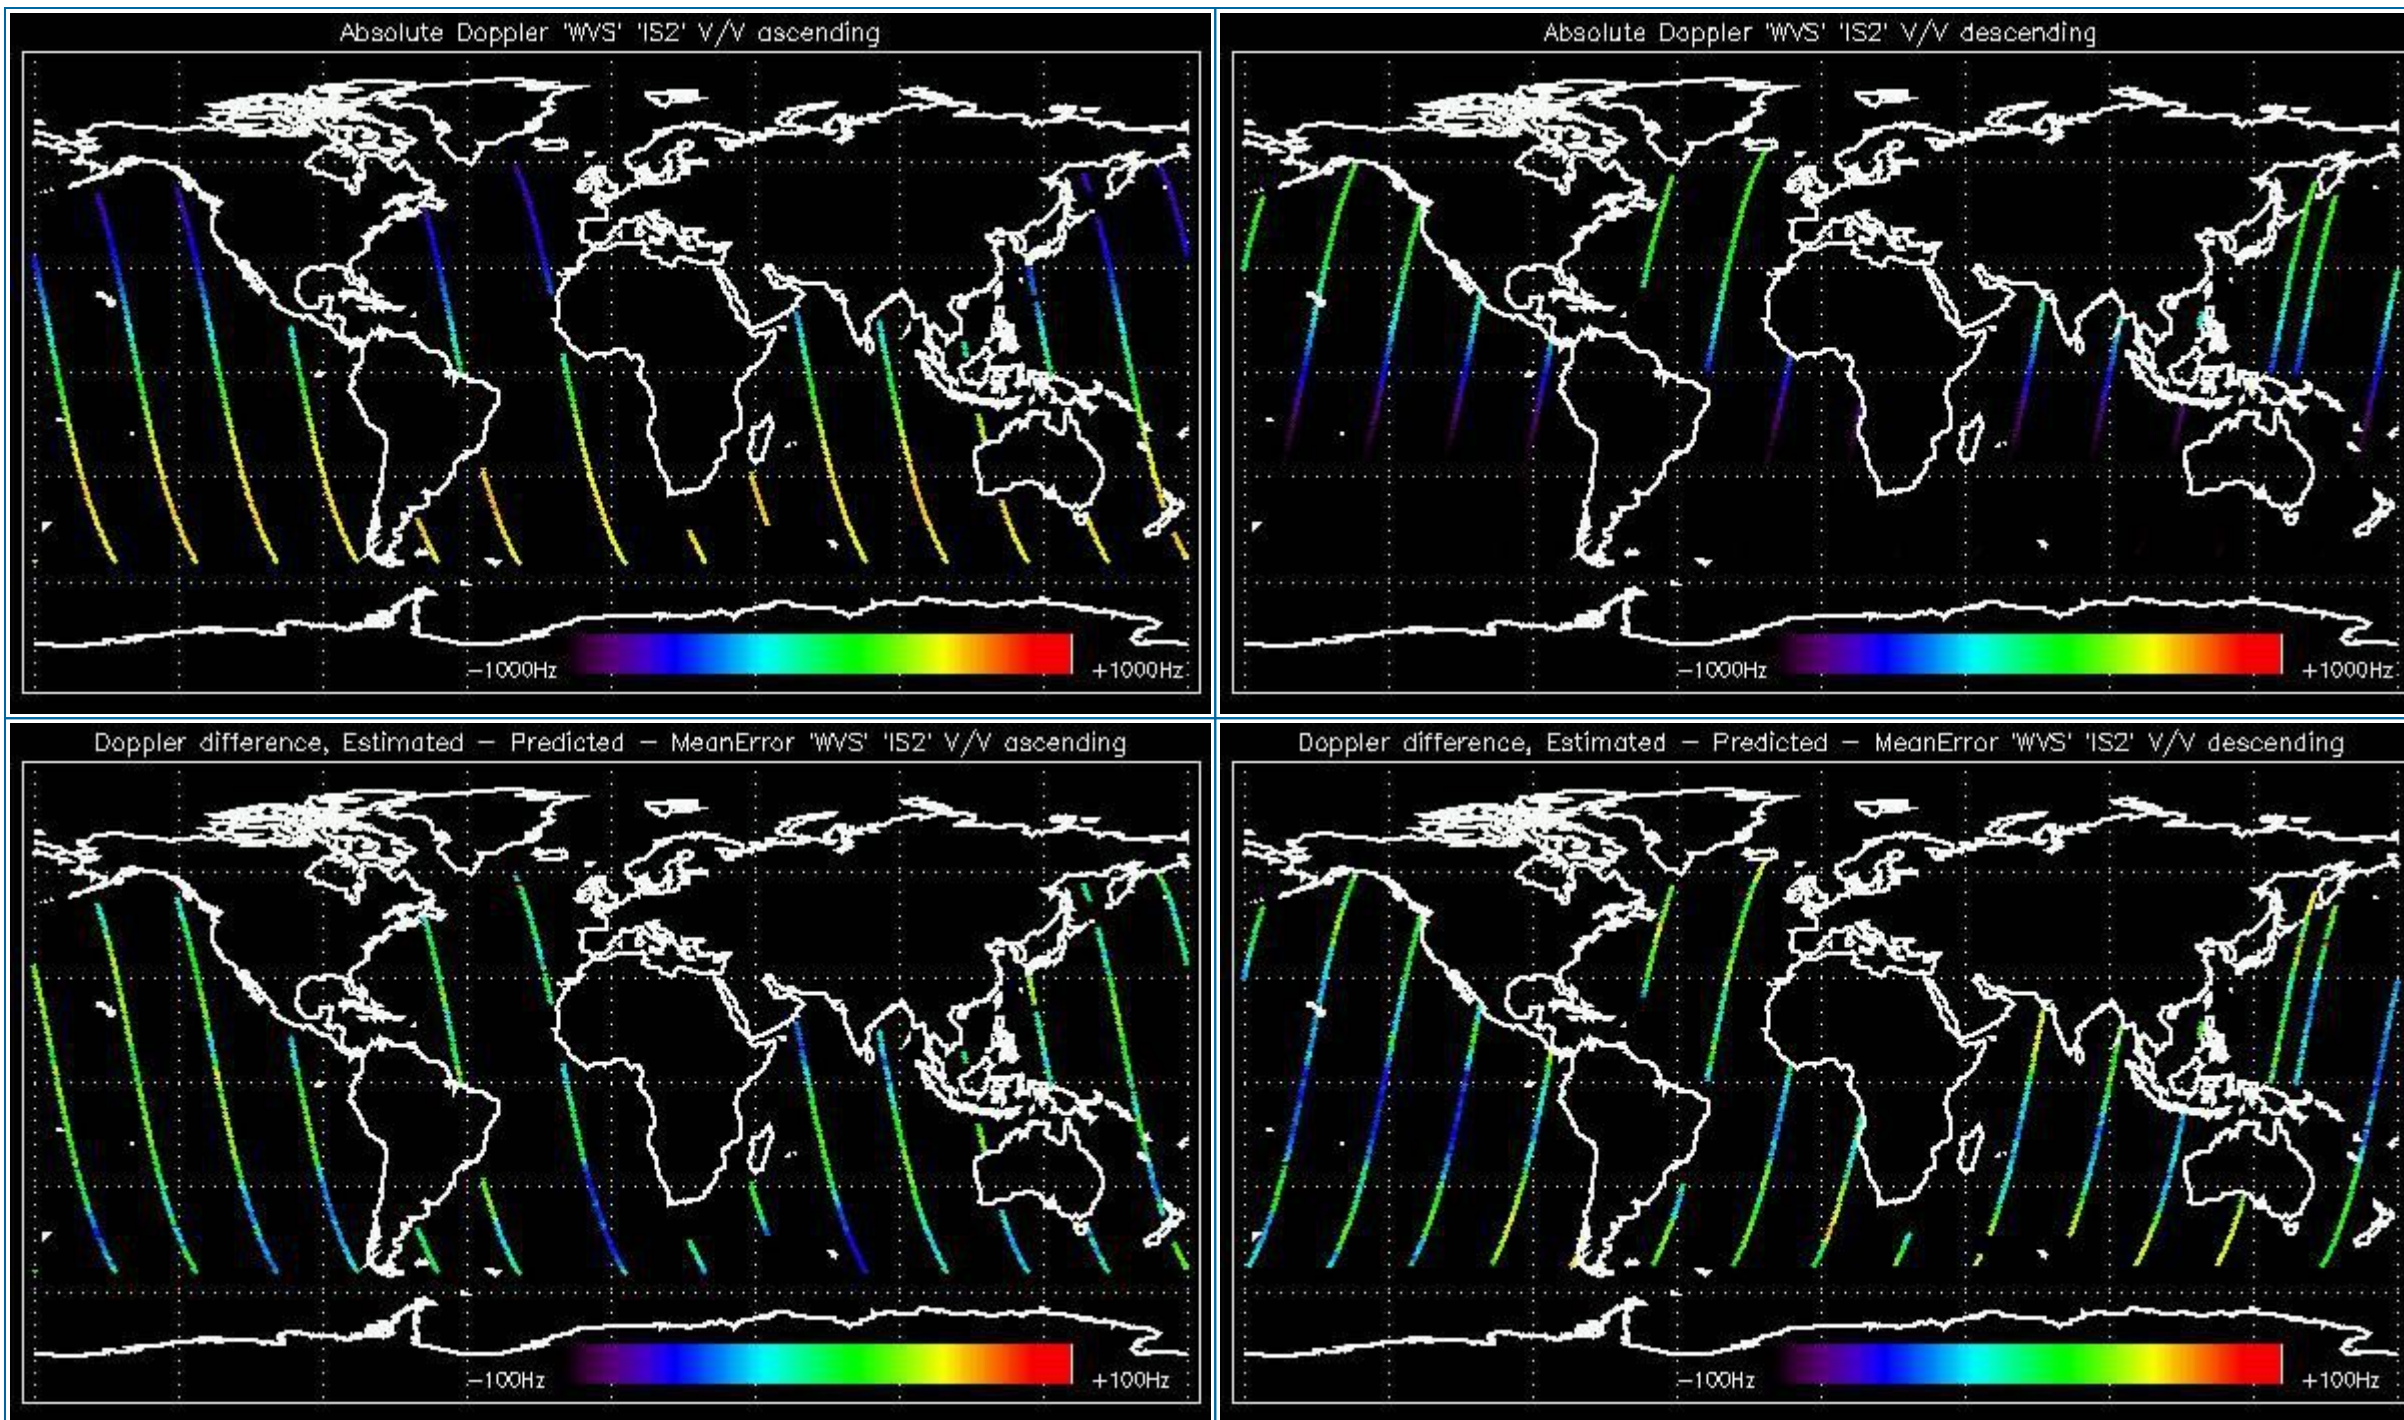 Absolute Doppler 'WVS' 'IS2' V/V ascending
-1000Hz
+1000Hz
Absolute Doppler 'WVS' 'IS2' V/V descending
-1000Hz
+1000Hz
Doppler difference, Estimated - Predicted - MeanError 'WVS' 'IS2' V/V ascending
-100Hz
+100Hz
Doppler difference, Estimated - Predicted - MeanError 'WVS' 'IS2' V/V descending
-100Hz
+100Hz